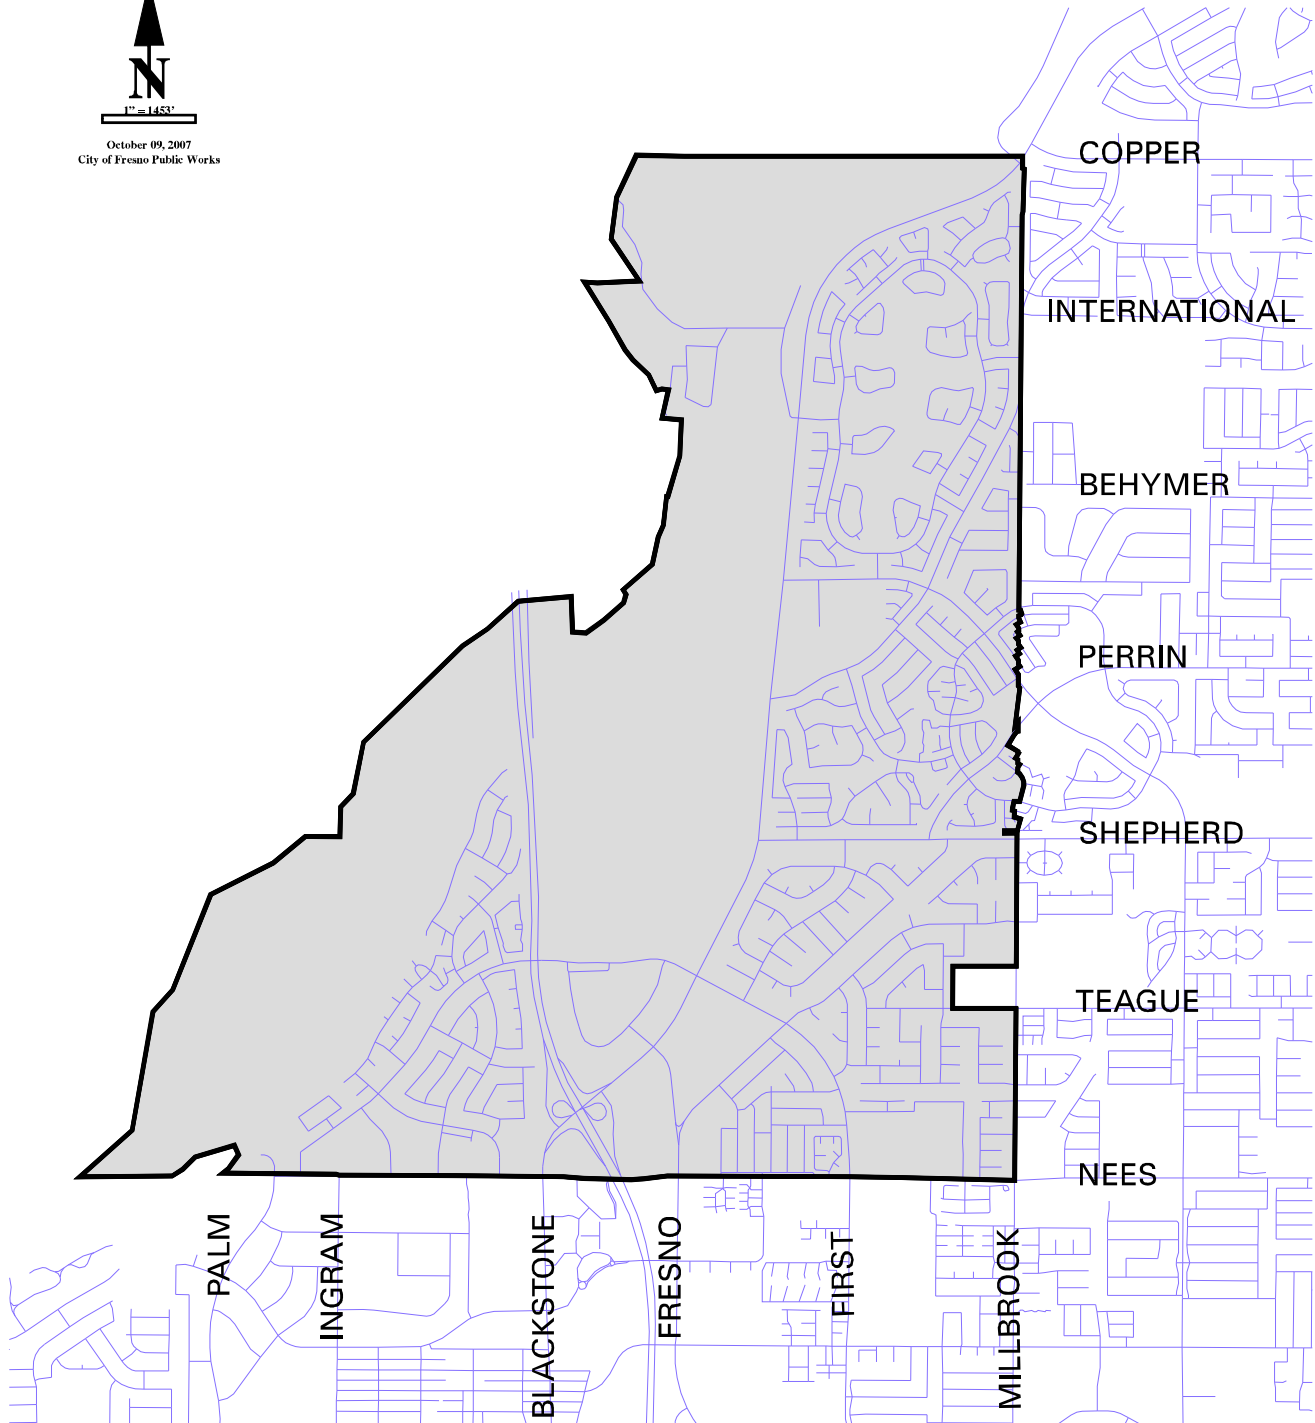 N
1" = 1453'
October 09, 2007
City of Fresno Public Works
COPPER
INTERNATIONAL
BEHYMER
PERRIN
SHEPHERD
TEAGUE
NEES
PALM
INGRAM
BLACKSTONE
FRESNO
FIRST
MILLBROOK